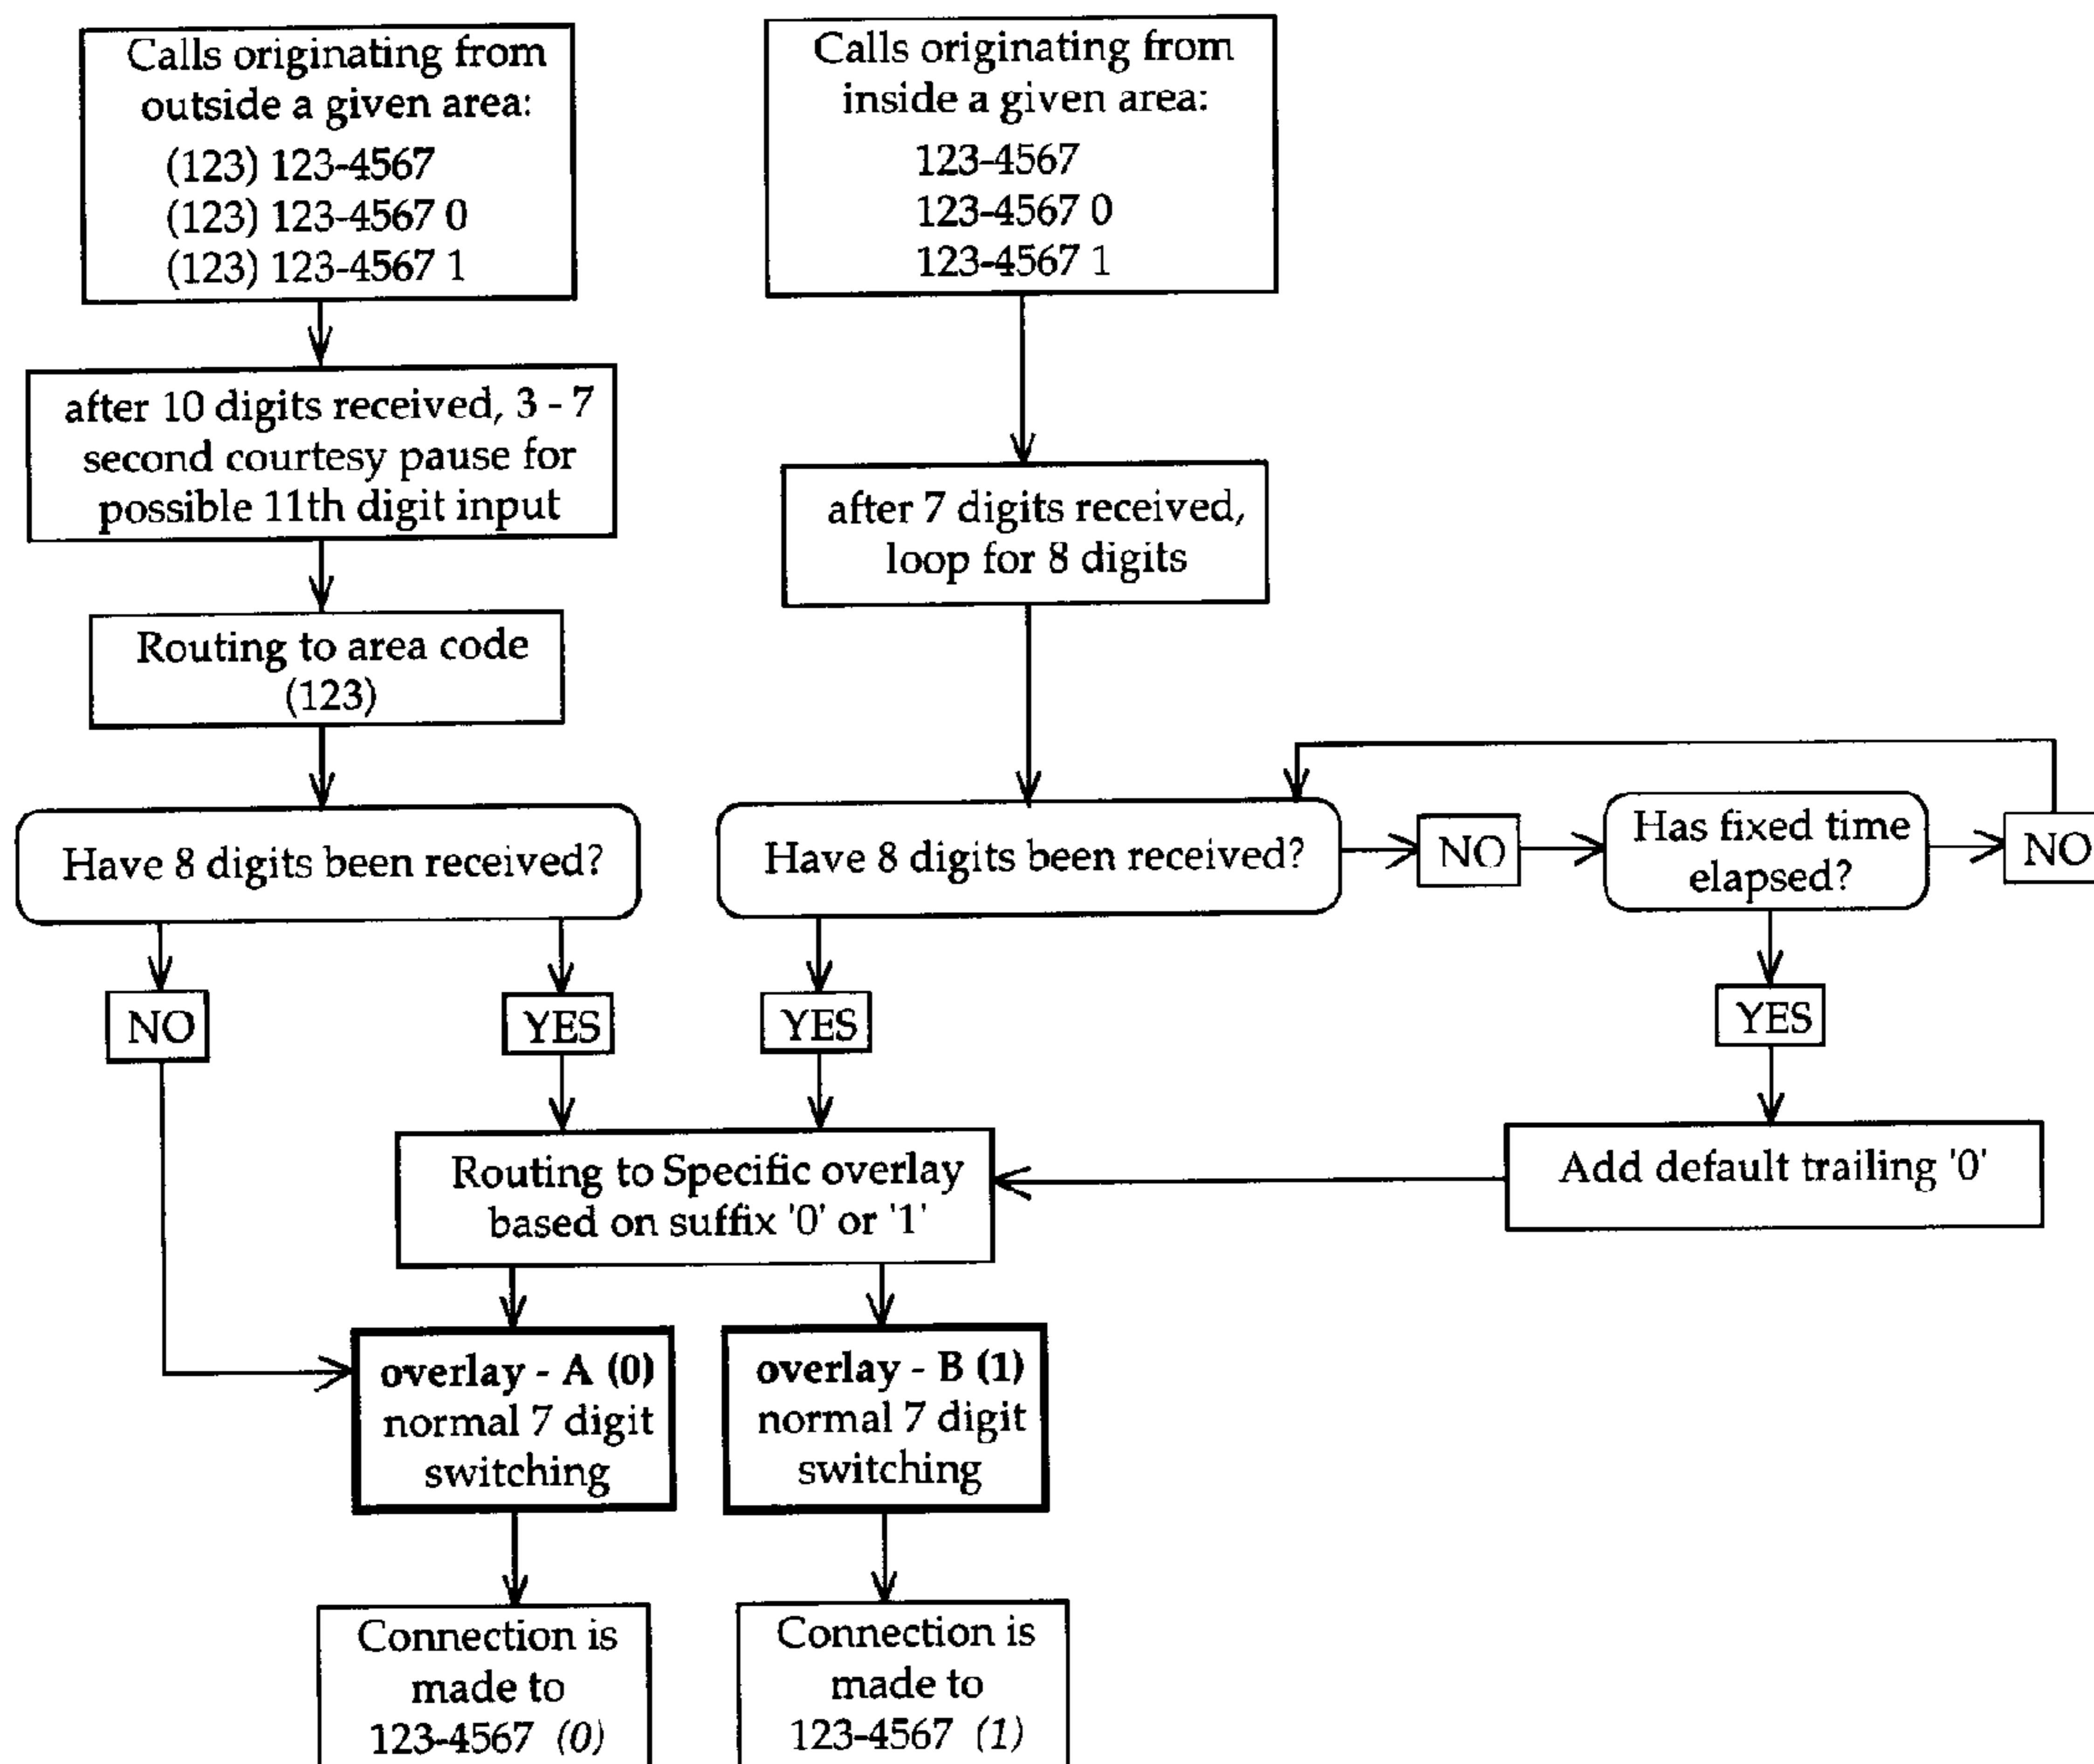 Calls originating from
outside a given area:
(123) 123-4567
(123) 123-4567 0
(123) 123-4567 1
Calls originating from
inside a given area:
123-4567
123-4567 0
123-4567 1
after 10 digits received, 3 - 7
second courtesy pause for
possible 11th digit input
after 7 digits received,
loop for 8 digits
Routing to area code
(123)
Have 8 digits been received?
Have 8 digits been received?
NO
Has fixed time
elapsed?
NO
NO
YES
YES
YES
Routing to Specific overlay
based on suffix '0' or '1'
Add default trailing '0'
overlay - A (0)
normal 7 digit
switching
overlay - B (1)
normal 7 digit
switching
Connection is
made to
123-4567 (0)
Connection is
made to
123-4567 (1)